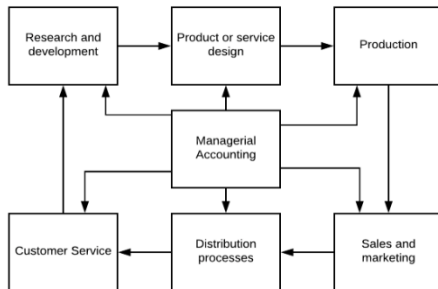 Research and
development
Product or service
design
Production
Managerial
Accounting
Customer Service
Distribution
processes
Sales and
marketing